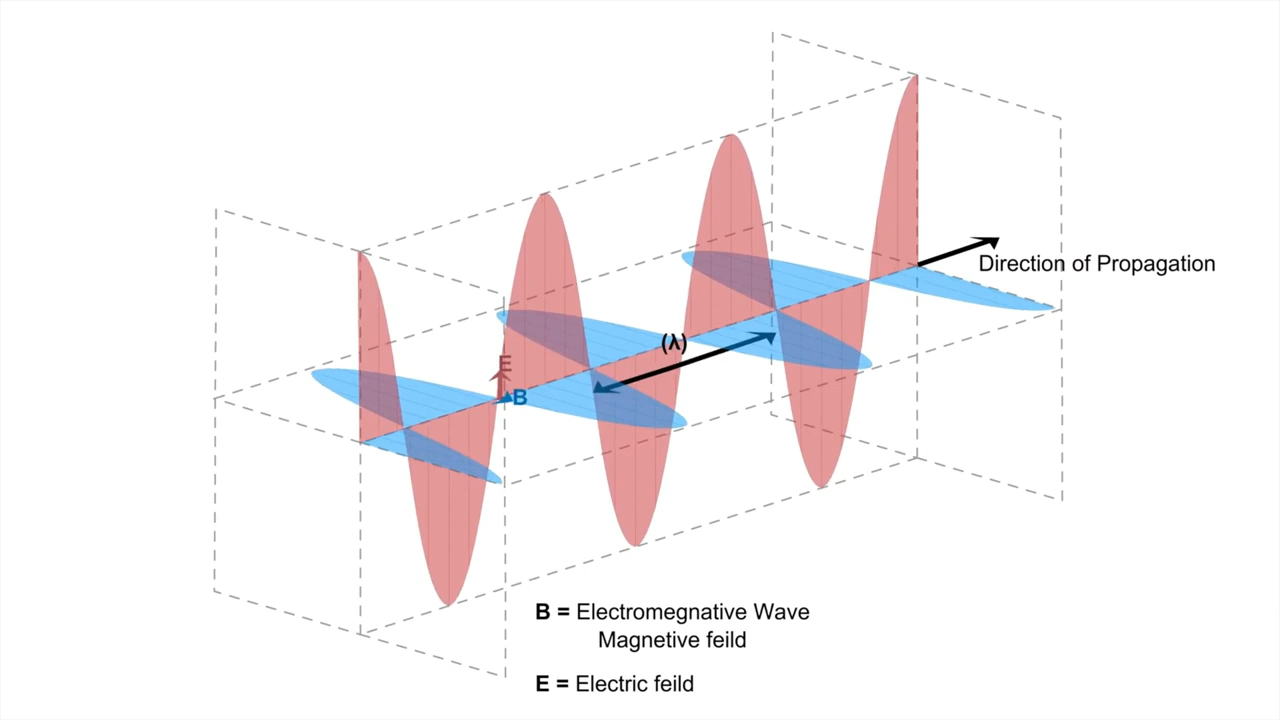 Direction of Propagation
(λ)
E
B
B = Electromegnative Wave
Magnetive feild
E = Electric feild